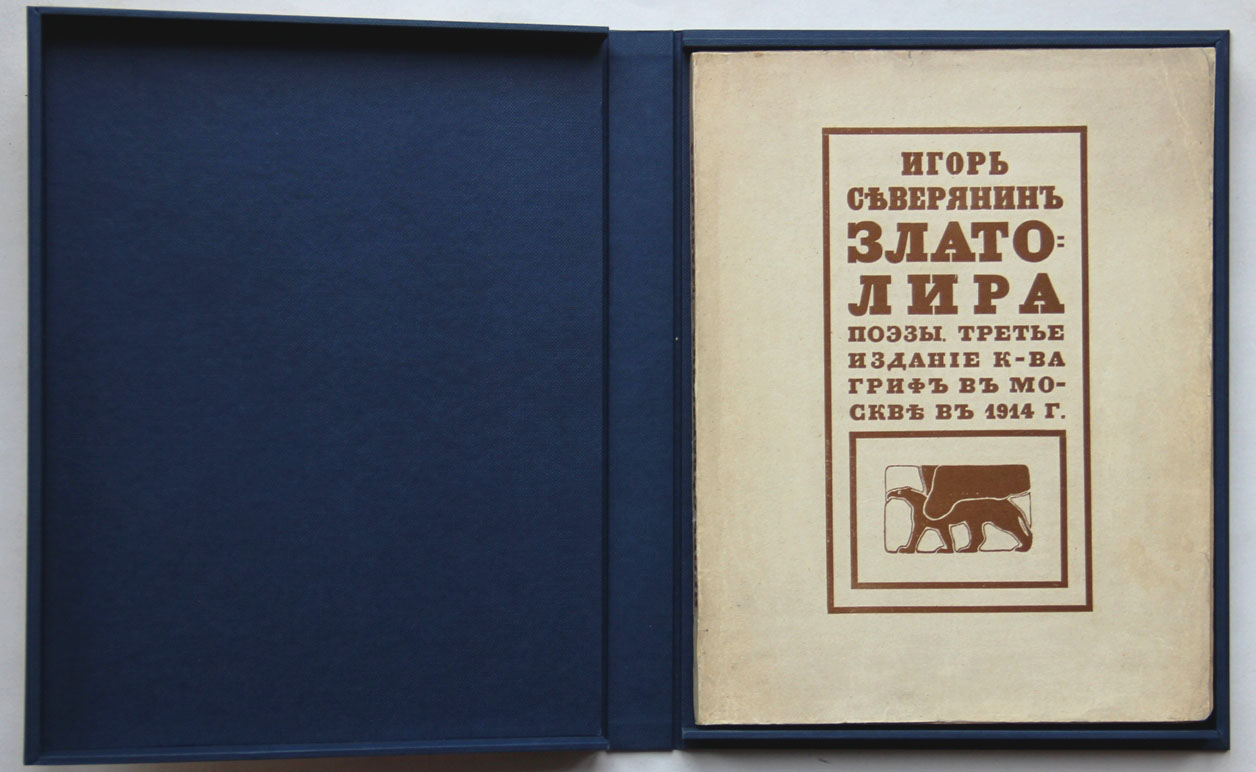 ИГОРЬ
СѢВЕРЯНИНЪ
ЗЛАТО=
ЛИРА
ПОЭЗЫ. ТРЕТЬЕ
ИЗДАНІЕ К-ВА
ГРИФЪ ВЪ МО-
СКВѢ ВЪ 1914 Г.